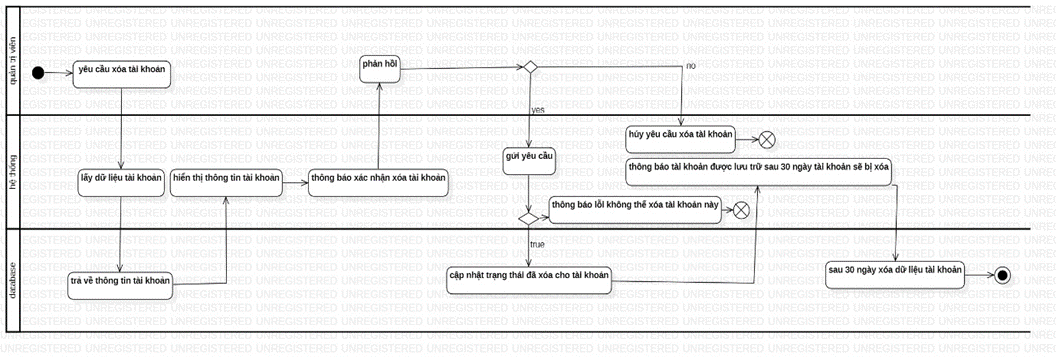 quản trị viên
yêu cầu xóa tài khoản
phản hồi
no
yes
hệ thống
hủy yêu cầu xóa tài khoản
gửi yêu cầu
thông báo tài khoản được lưu trữ sau 30 ngày tài khoản sẽ bị xóa
lấy dữ liệu tài khoản
hiển thị thông tin tài khoản
thông báo xác nhận xóa tài khoản
thông báo lỗi không thể xóa tài khoản này
true
database
trả về thông tin tài khoản
cập nhật trạng thái đã xóa cho tài khoản
sau 30 ngày xóa dữ liệu tài khoản
UNREGISTERED